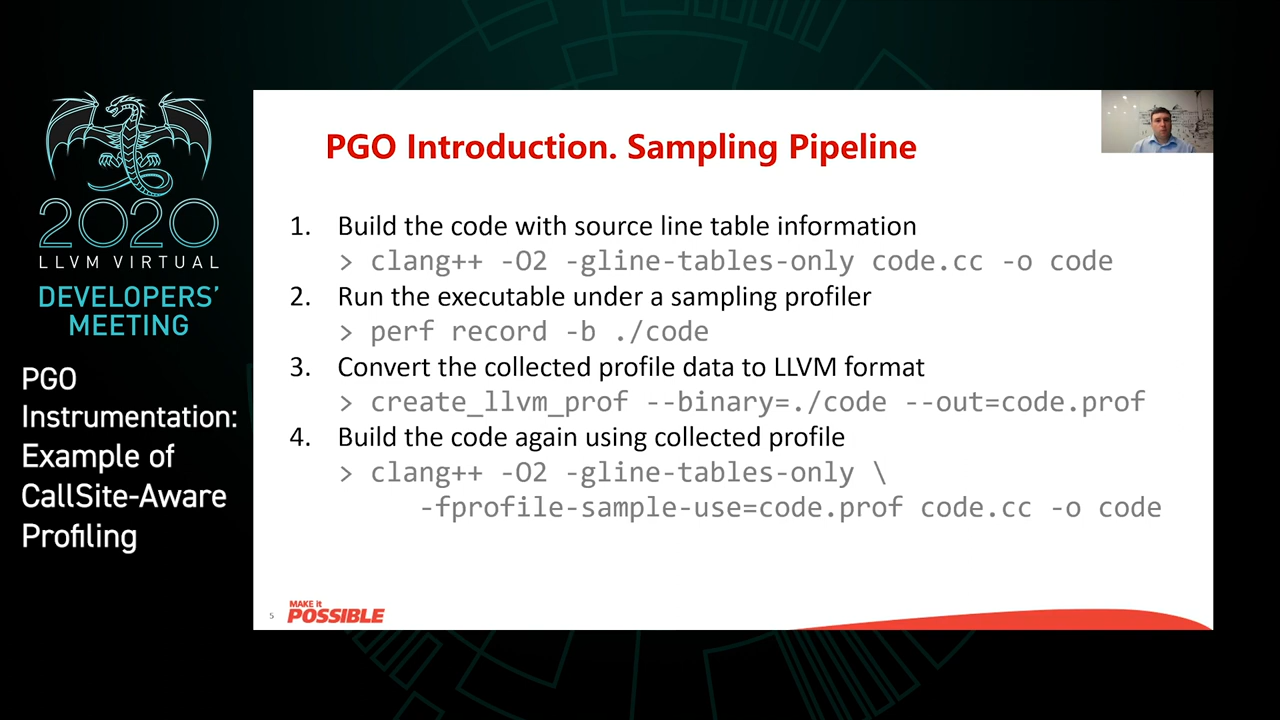 2020
LLVM VIRTUAL
DEVELOPERS'
MEETING
PGO
Instrumentation:
Example of
CallSite-Aware
Profiling
PGO Introduction. Sampling Pipeline
1. Build the code with source line table information
> clang++ -O2 -gline-tables-only code.cc -o code
2. Run the executable under a sampling profiler
> perf record -b ./code
3. Convert the collected profile data to LLVM format
> create_llvm_prof --binary=./code --out=code.prof
4. Build the code again using collected profile
> clang++ -O2 -gline-tables-only \
-fprofile-sample-use=code.prof code.cc -o code
5
MAKE it
POSSIBLE